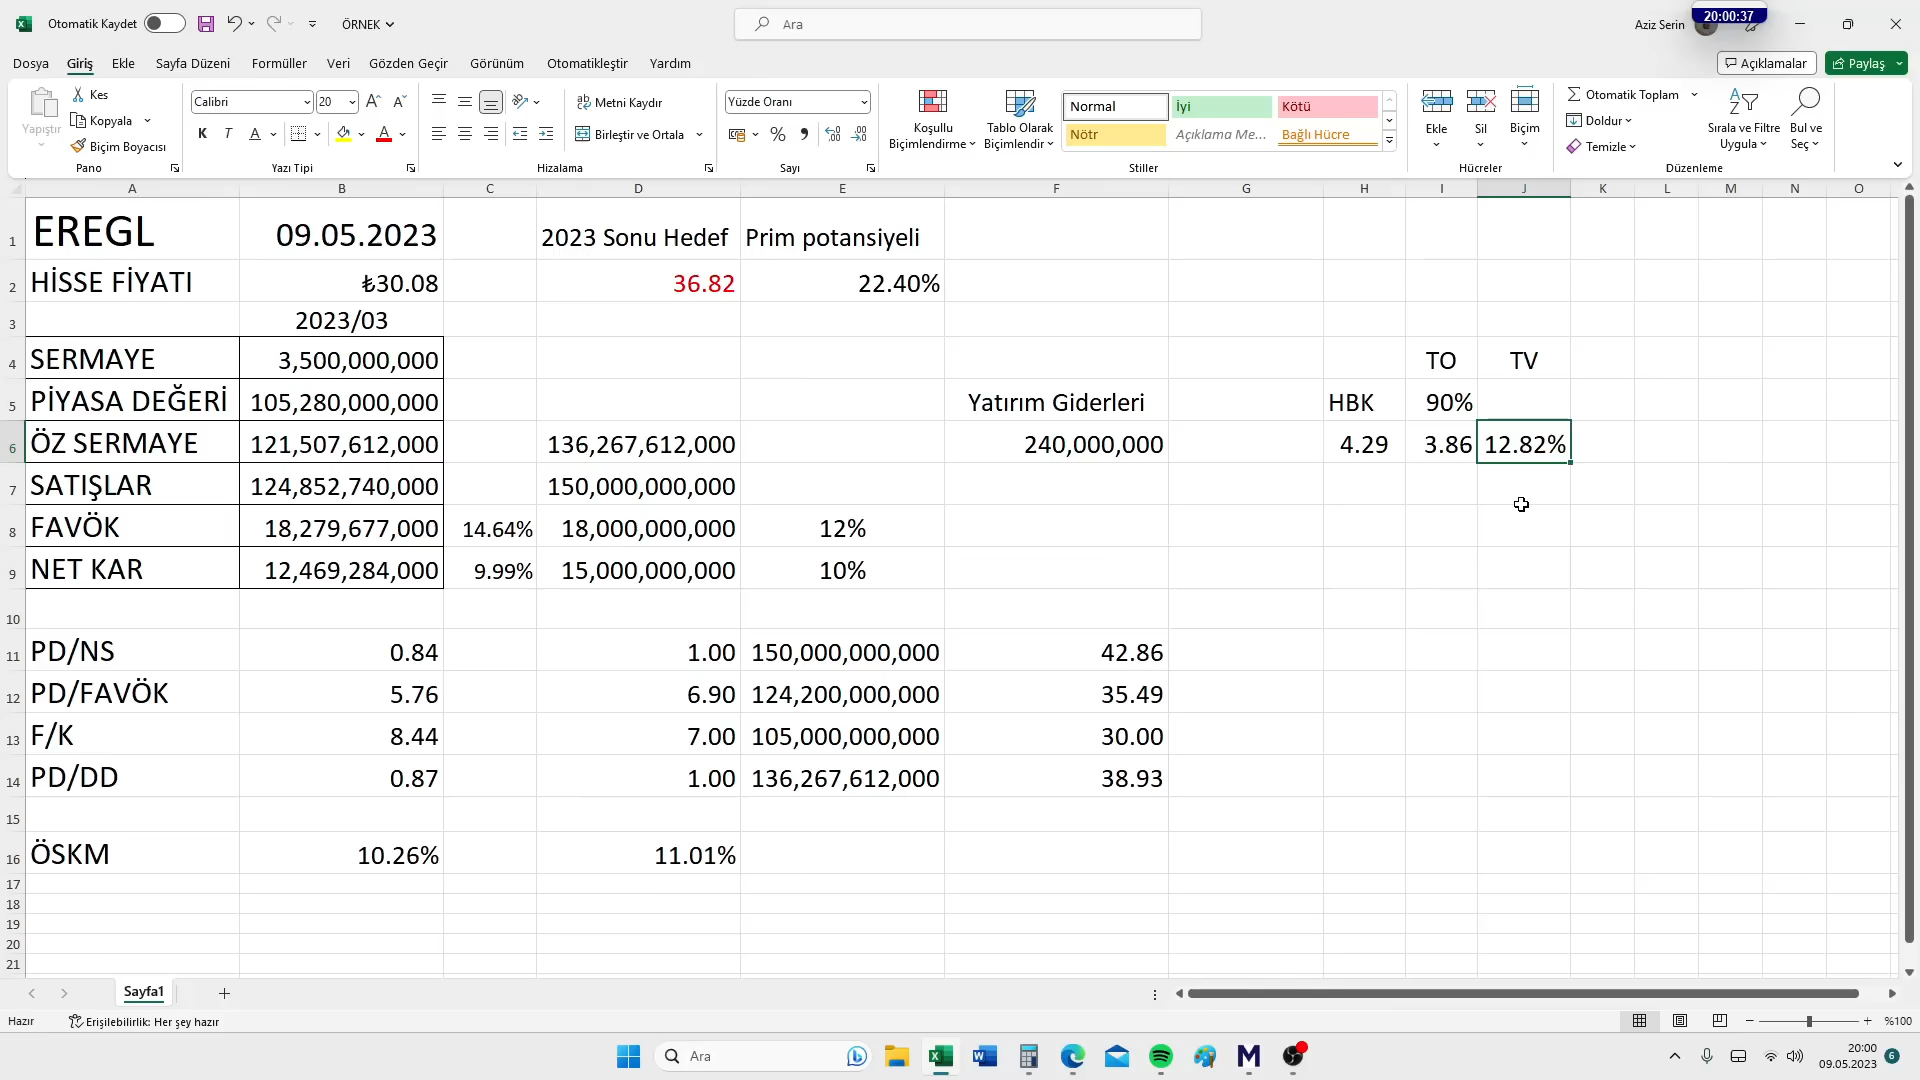 Otomatik Kaydet
ÖRNEK
Ara
Aziz Serin
20:00:37
Dosya Giriş Ekle Sayfa Düzeni Formüller Veri Gözden Geçir Görünüm Otomatikleştir Yardım
Açıklamalar Paylaş
Yapıştır
Kes
Kopyala
Biçim Boyacısı
Pano
Calibri 20
K T A
Yazı Tipi
Metni Kaydır
Birleştir ve Ortala
Hizalama
Yüzde Oranı
Sayı
Koşullu Biçimlendirme
Tablo Olarak Biçimlendir
Normal İyi Kötü
Nötr Açıklama Me... Bağlı Hücre
Stiller
Ekle Sil Biçim
Hücreler
Otomatik Toplam
Doldur
Temizle
Sırala ve Filtre Uygula
Bul ve Seç
Düzenleme
A B C D E F G H I J K L M N O
1 EREGL 09.05.2023 2023 Sonu Hedef Prim potansiyeli
2 HİSSE FİYATI ₺30.08 36.82 22.40%
3 2023/03
4 SERMAYE 3,500,000,000 TO TV
5 PİYASA DEĞERİ 105,280,000,000 Yatırım Giderleri HBK 90%
6 ÖZ SERMAYE 121,507,612,000 136,267,612,000 240,000,000 4.29 3.86 12.82%
7 SATIŞLAR 124,852,740,000 150,000,000,000
8 FAVÖK 18,279,677,000 14.64% 18,000,000,000 12%
9 NET KAR 12,469,284,000 9.99% 15,000,000,000 10%
10
11 PD/NS 0.84 1.00 150,000,000,000 42.86
12 PD/FAVÖK 5.76 6.90 124,200,000,000 35.49
13 F/K 8.44 7.00 105,000,000,000 30.00
14 PD/DD 0.87 1.00 136,267,612,000 38.93
15
16 ÖSKM 10.26% 11.01%
17
18
19
20
21
Sayfa1
Hazır Erişilebilirlik: Her şey hazır %100
Ara
20:00
09.05.2023
6